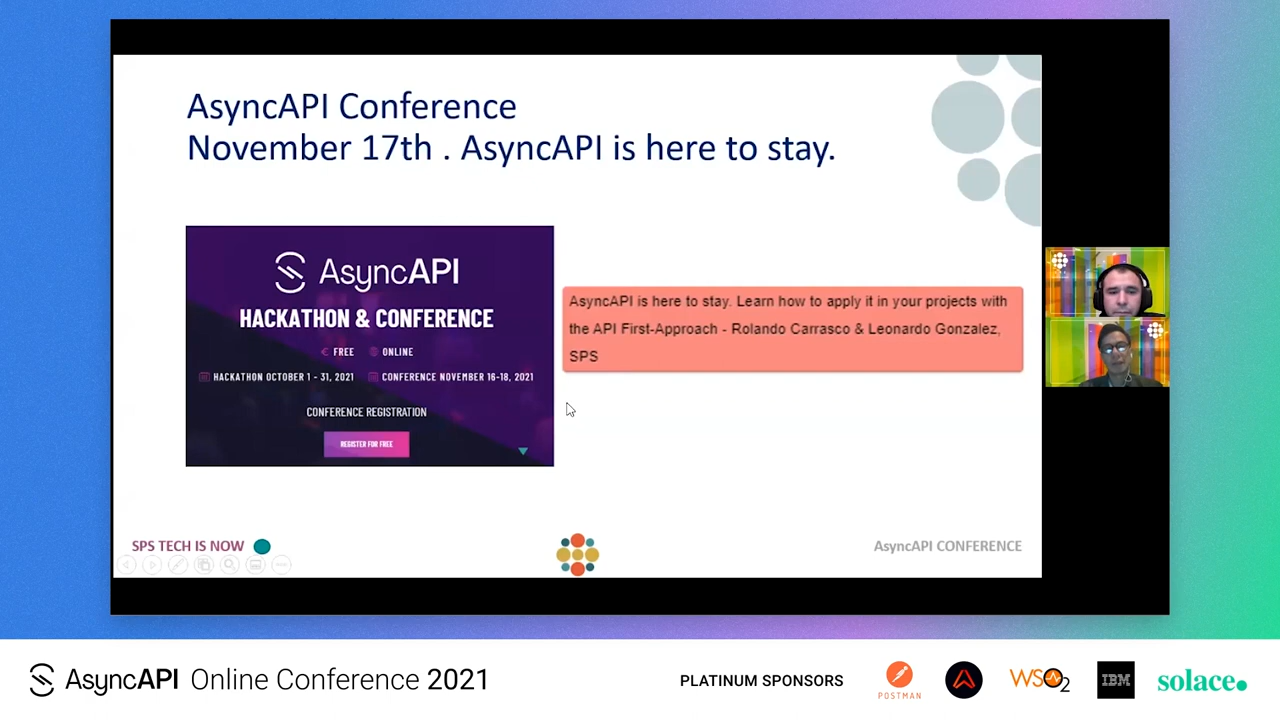 AsyncAPI Conference
November 17th . AsyncAPI is here to stay.
AsyncAPI
HACKATHON & CONFERENCE
FREE ONLINE
HACKATHON OCTOBER 1 - 31, 2021 CONFERENCE NOVEMBER 16-18, 2021
CONFERENCE REGISTRATION
REGISTER FOR FREE
AsyncAPI is here to stay. Learn how to apply it in your projects with
the API First-Approach - Rolando Carrasco & Leonardo Gonzalez,
SPS
SPS TECH IS NOW
AsyncAPI CONFERENCE
AsyncAPI Online Conference 2021
PLATINUM SPONSORS
POSTMAN
WSO2
IBM
solace.